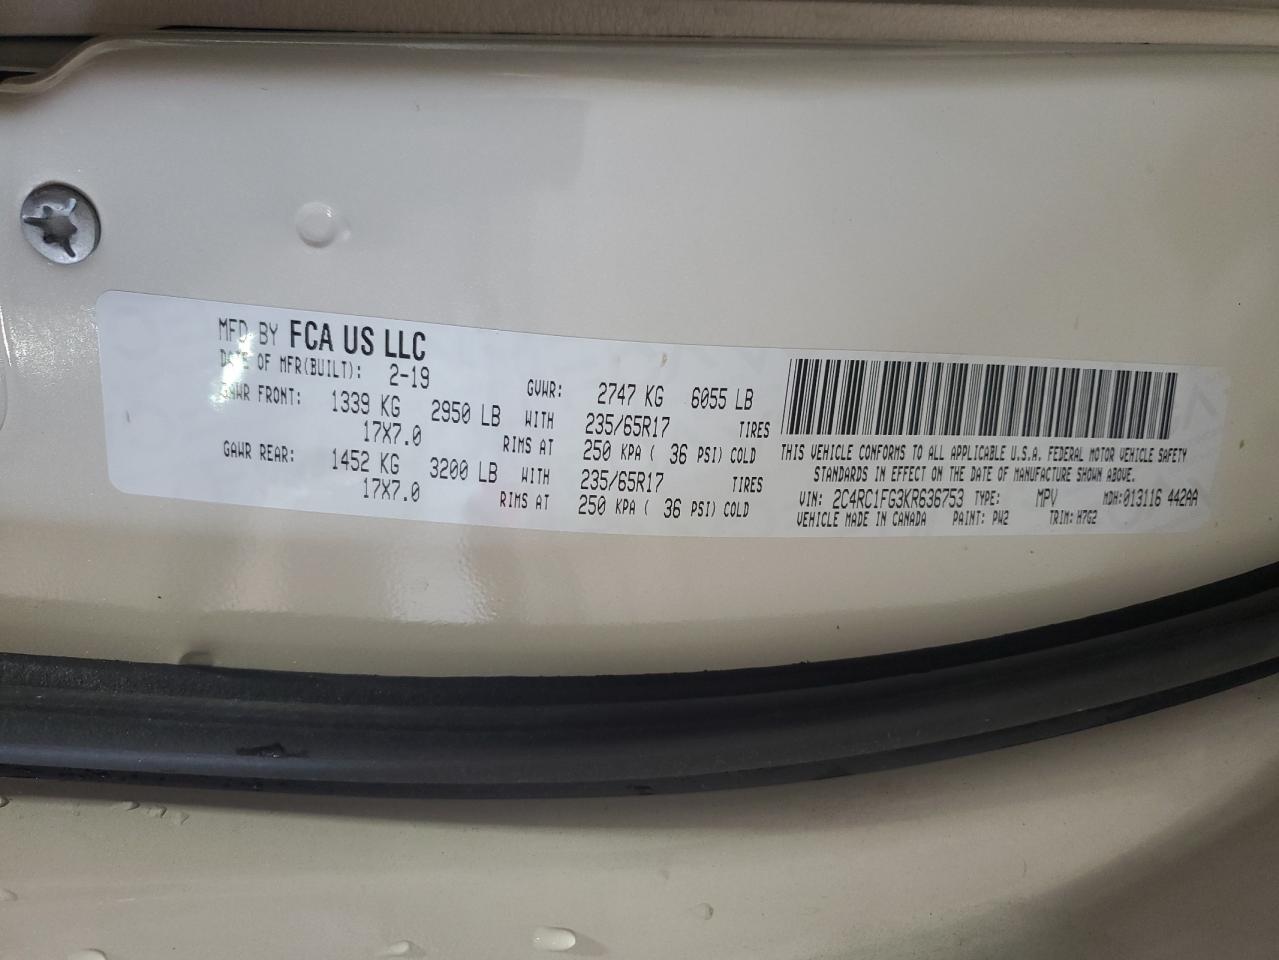 MFD BY FCA US LLC
DATE OF MFR(BUILT): 2-19 GVWR: 2747 KG 6055 LB
GAWR FRONT: 1339 KG 2950 LB WITH 235/65R17 TIRES
17X7.0 RIMS AT 250 KPA ( 36 PSI) COLD
GAWR REAR: 1452 KG 3200 LB WITH 235/65R17 TIRES
17X7.0 RIMS AT 250 KPA ( 36 PSI) COLD
THIS VEHICLE CONFORMS TO ALL APPLICABLE U.S.A. FEDERAL MOTOR VEHICLE SAFETY
STANDARDS IN EFFECT ON THE DATE OF MANUFACTURE SHOWN ABOVE.
VIN: 2C4RC1FG3KR636753 TYPE: MPV MDH:013116 442AA
VEHICLE MADE IN CANADA PAINT: PW2 TRIM: H7G2